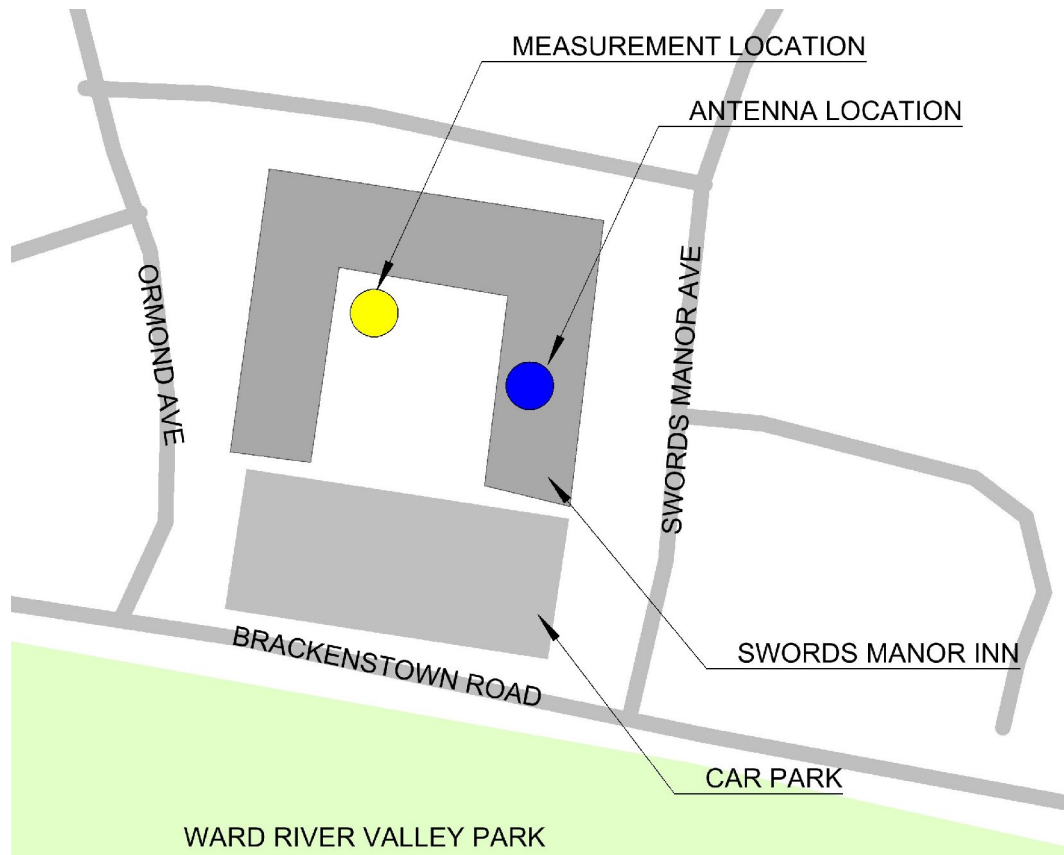 MEASUREMENT LOCATION
ANTENNA LOCATION
ORMOND AVE
SWORDS MANOR AVE
BRACKENSTOWN ROAD
SWORDS MANOR INN
CAR PARK
WARD RIVER VALLEY PARK